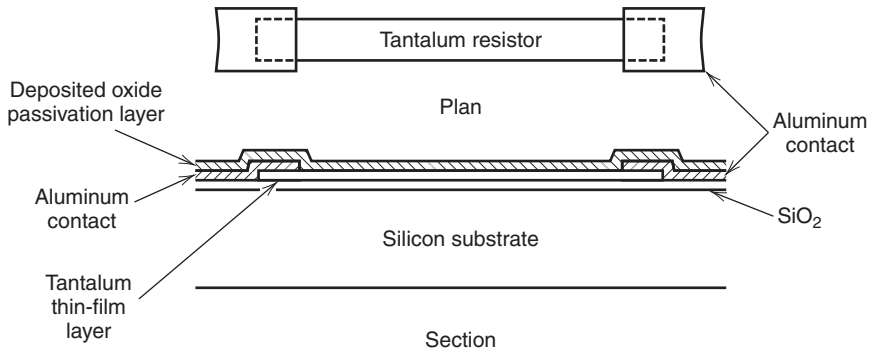 Tantalum resistor
Deposited oxide
passivation layer
Plan
Aluminum
contact
Aluminum
contact
SiO₂
Silicon substrate
Tantalum
thin-film
layer
Section